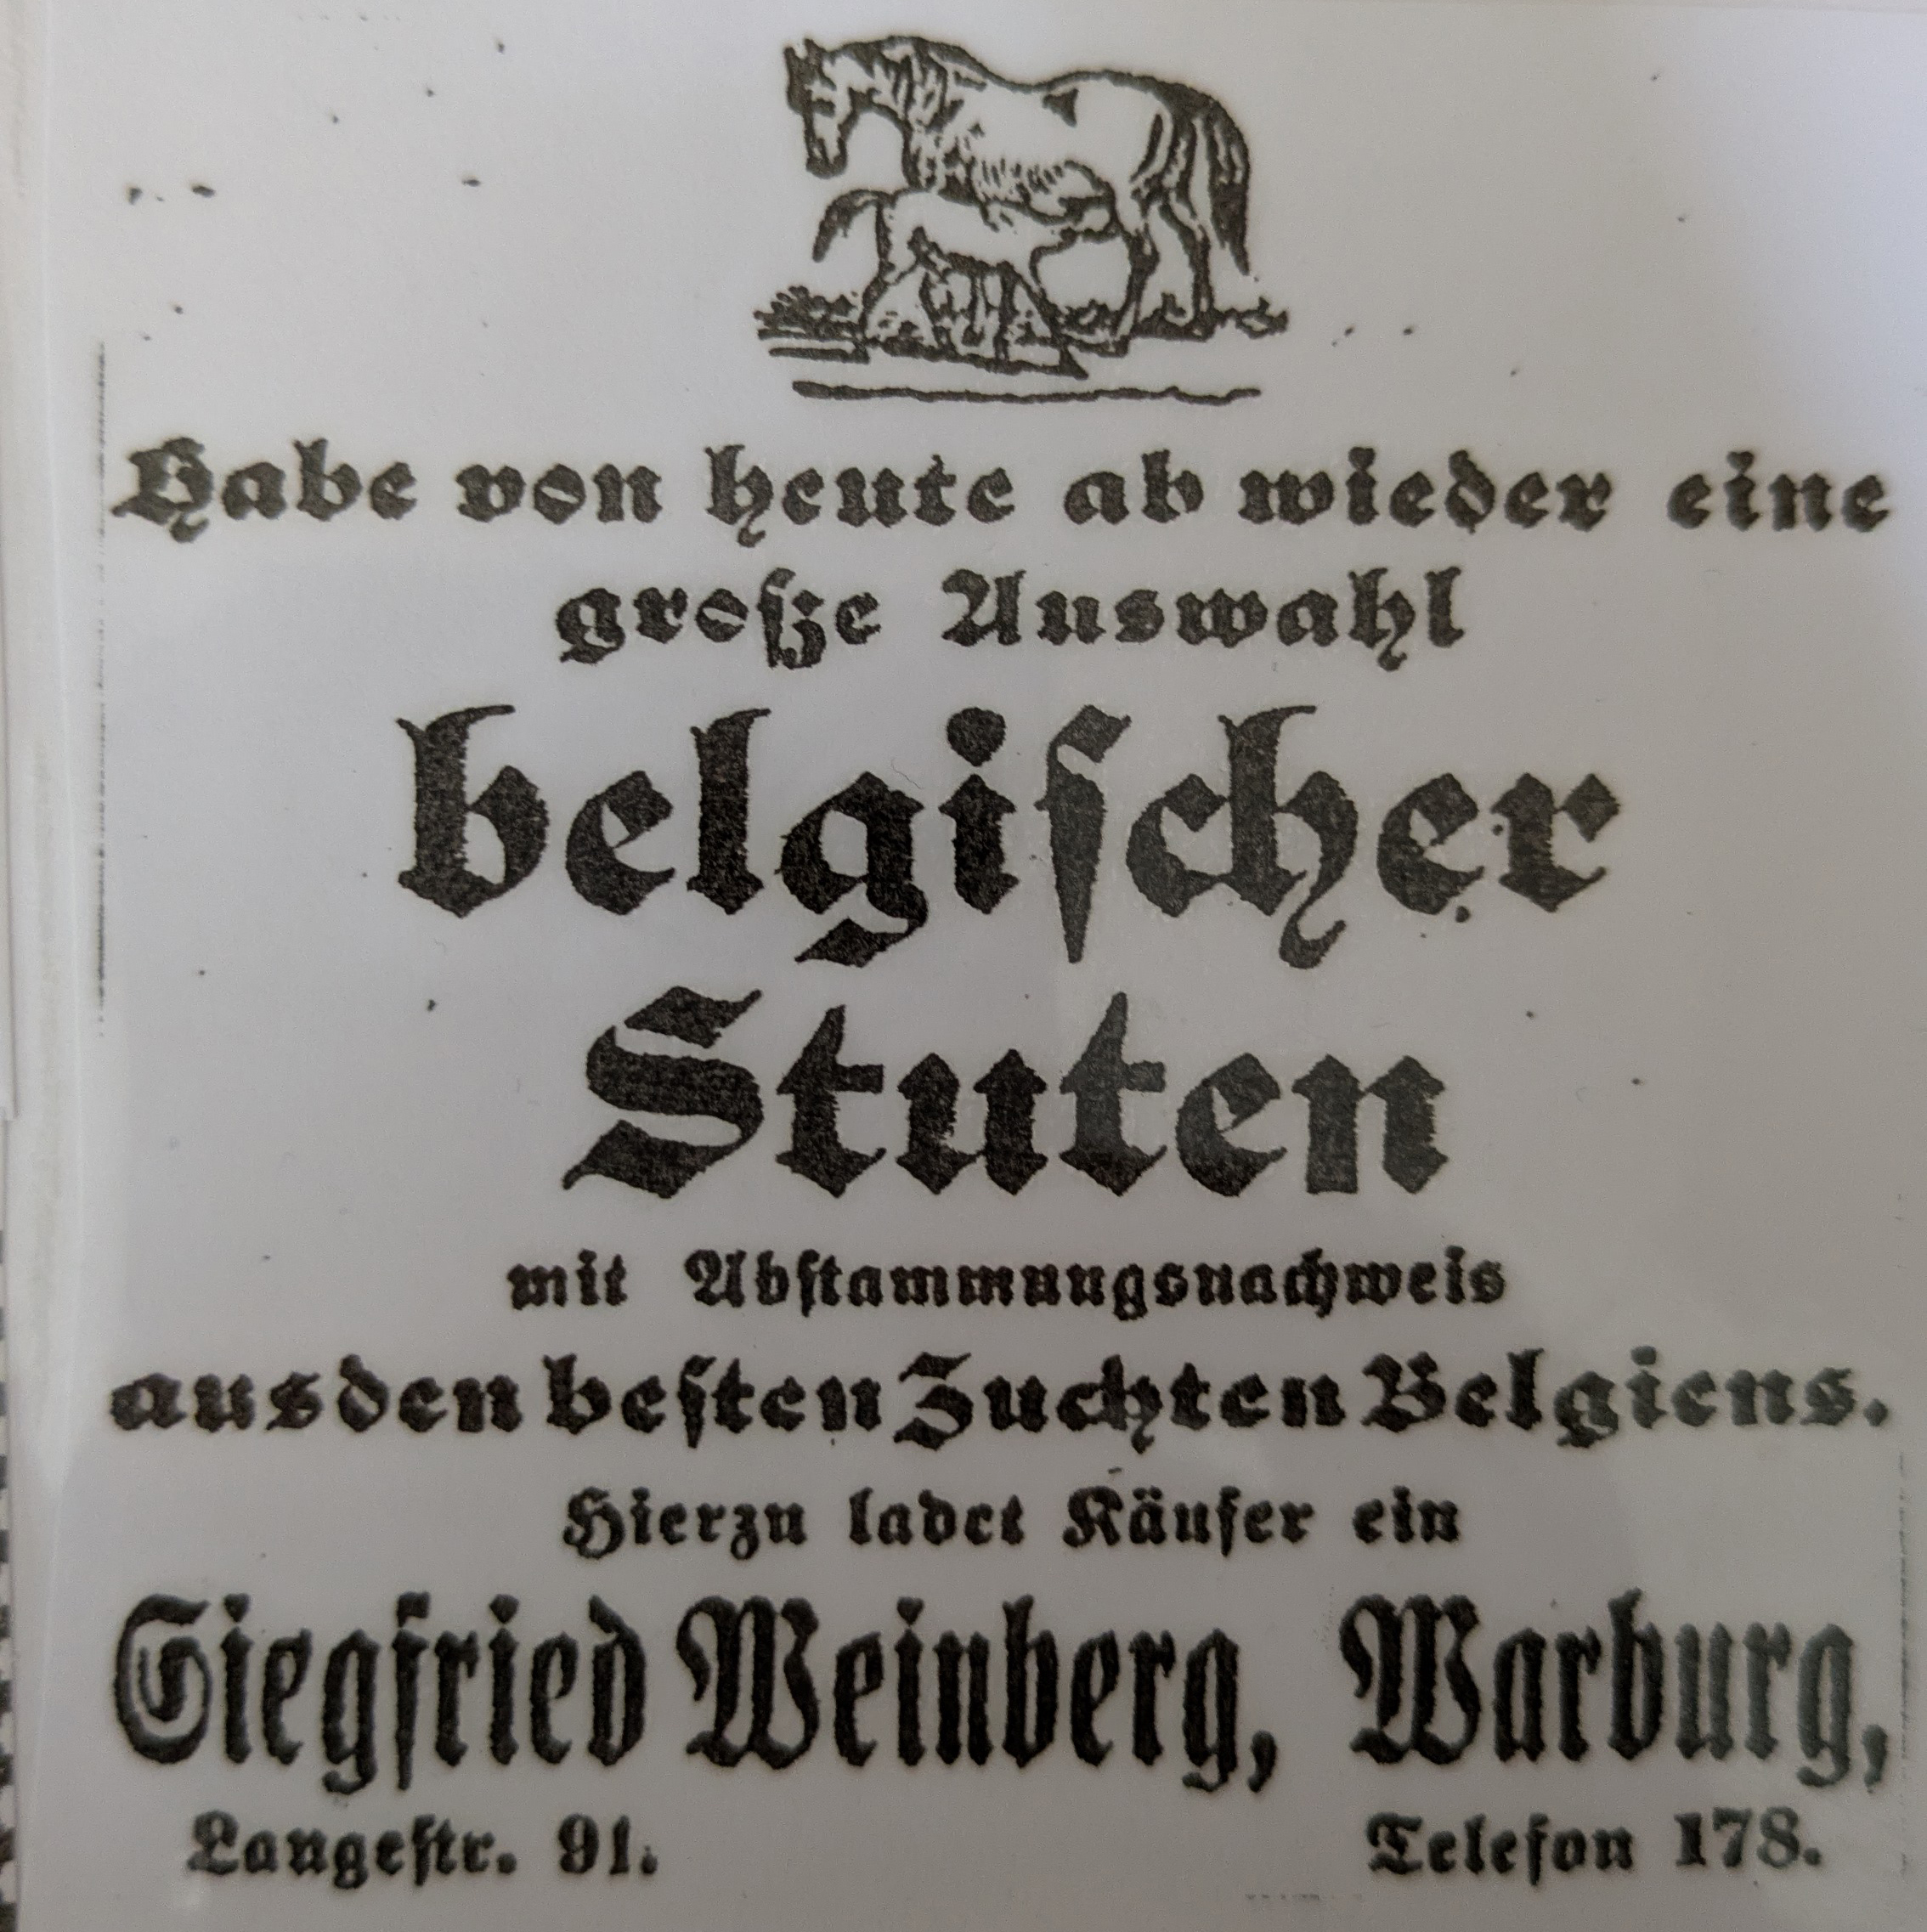 Habe von heute ab wieder eine
große Auswahl
belgiſcher
Stuten
mit Abſtammungsnachweis
aus den beſten Zuchten Belgiens.
Hierzu ladet Käufer ein
Siegfried Weinberg, Warburg,
Langeſtr. 91. Telefon 178.